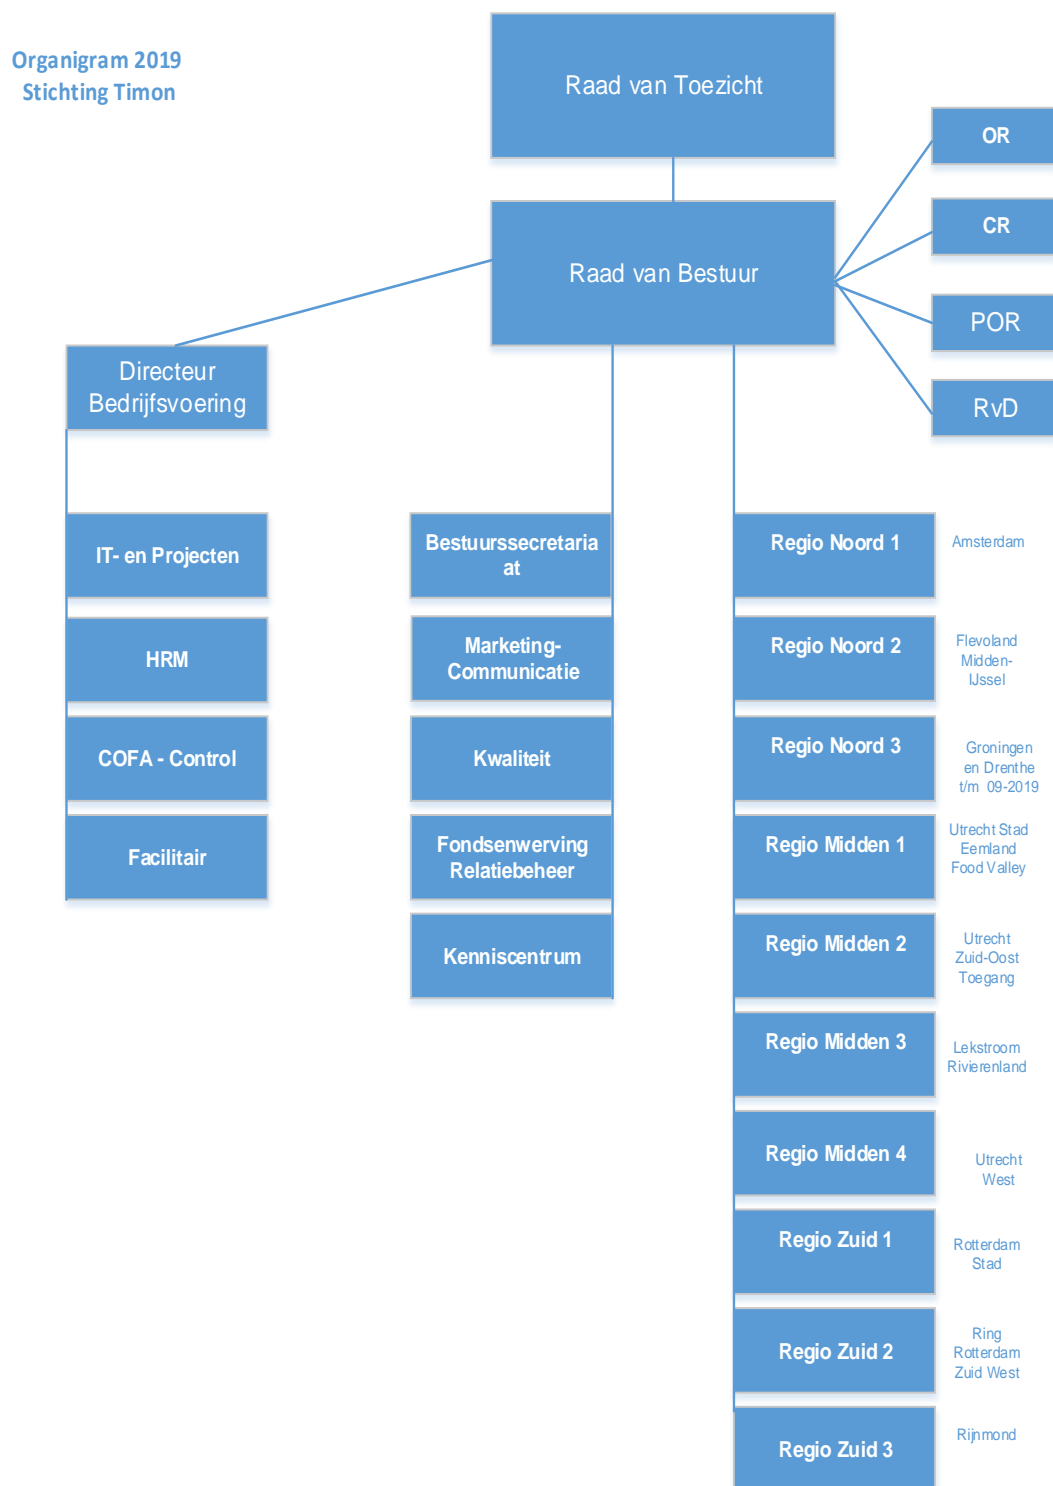 Organigram 2019
Stichting Timon
Raad van Toezicht
OR
CR
Raad van Bestuur
POR
RvD
Directeur
Bedrijfsvoering
IT- en Projecten
HRM
COFA - Control
Facilitair
Bestuurssecretaria
at
Marketing-
Communicatie
Kwaliteit
Fondsenwerving
Relatiebeheer
Kenniscentrum
Regio Noord 1
Amsterdam
Regio Noord 2
Flevoland
Midden-
IJssel
Regio Noord 3
Groningen
en Drenthe
t/m 09-2019
Regio Midden 1
Utrecht Stad
Eemland
Food Valley
Regio Midden 2
Utrecht
Zuid-Oost
Toegang
Regio Midden 3
Lekstroom
Rivierenland
Regio Midden 4
Utrecht
West
Regio Zuid 1
Rotterdam
Stad
Regio Zuid 2
Ring
Rotterdam
Zuid West
Regio Zuid 3
Rijnmond